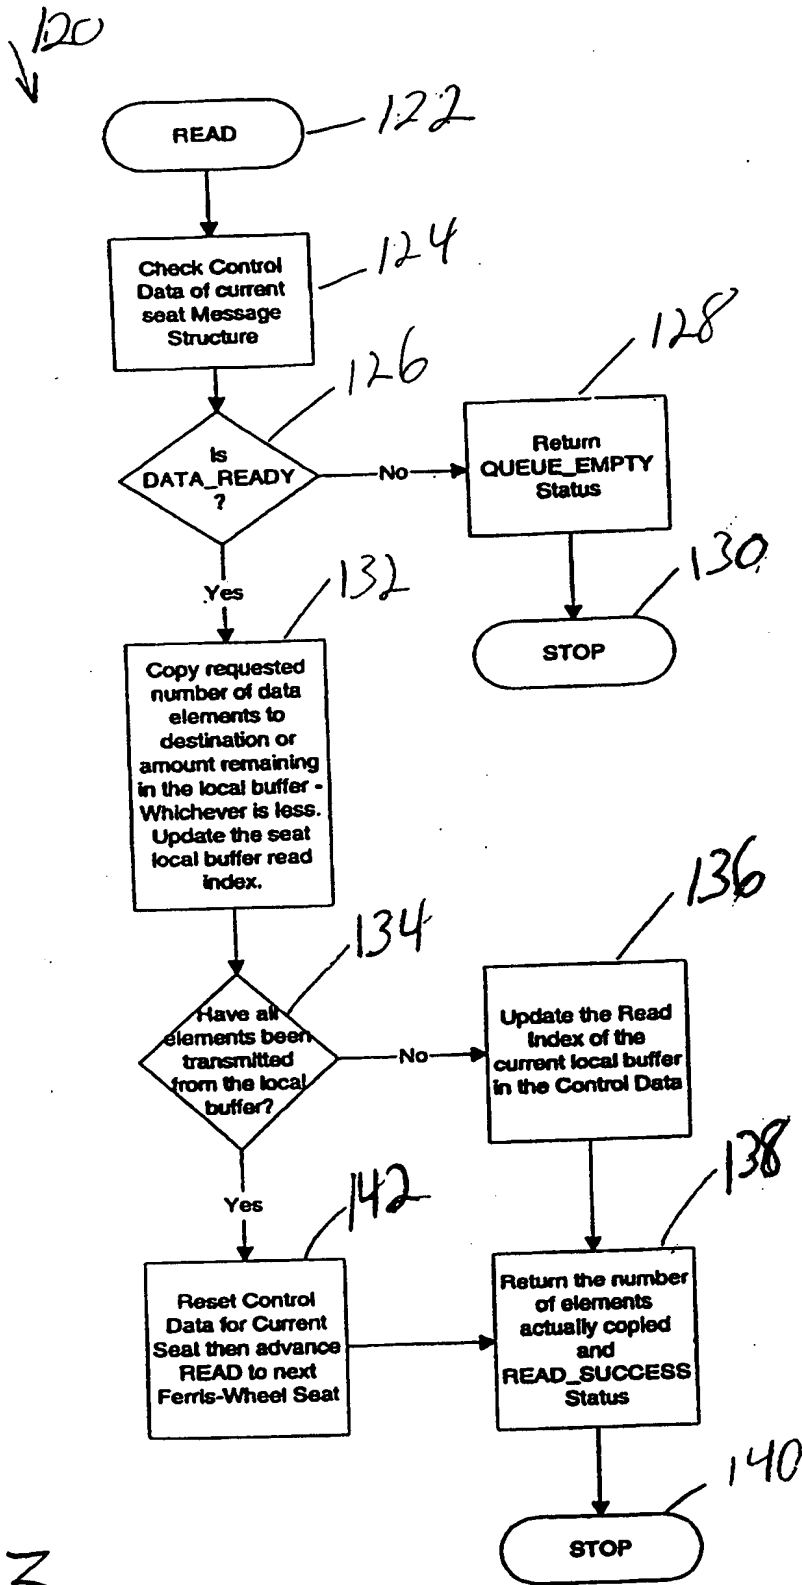 120
READ
122
Check Control
Data of current
seat Message
Structure
124
126
Is
DATA_READY
?
No
128
Return
QUEUE_EMPTY
Status
130
STOP
Yes
132
Copy requested
number of data
elements to
destination or
amount remaining
in the local buffer -
Whichever is less.
Update the seat
local buffer read
index.
134
Have all
elements been
transmitted
from the local
buffer?
No
136
Update the Read
Index of the
current local buffer
in the Control Data
Yes
142
Reset Control
Data for Current
Seat then advance
READ to next
Ferris-Wheel Seat
138
Return the number
of elements
actually copied
and
READ_SUCCESS
Status
140
STOP